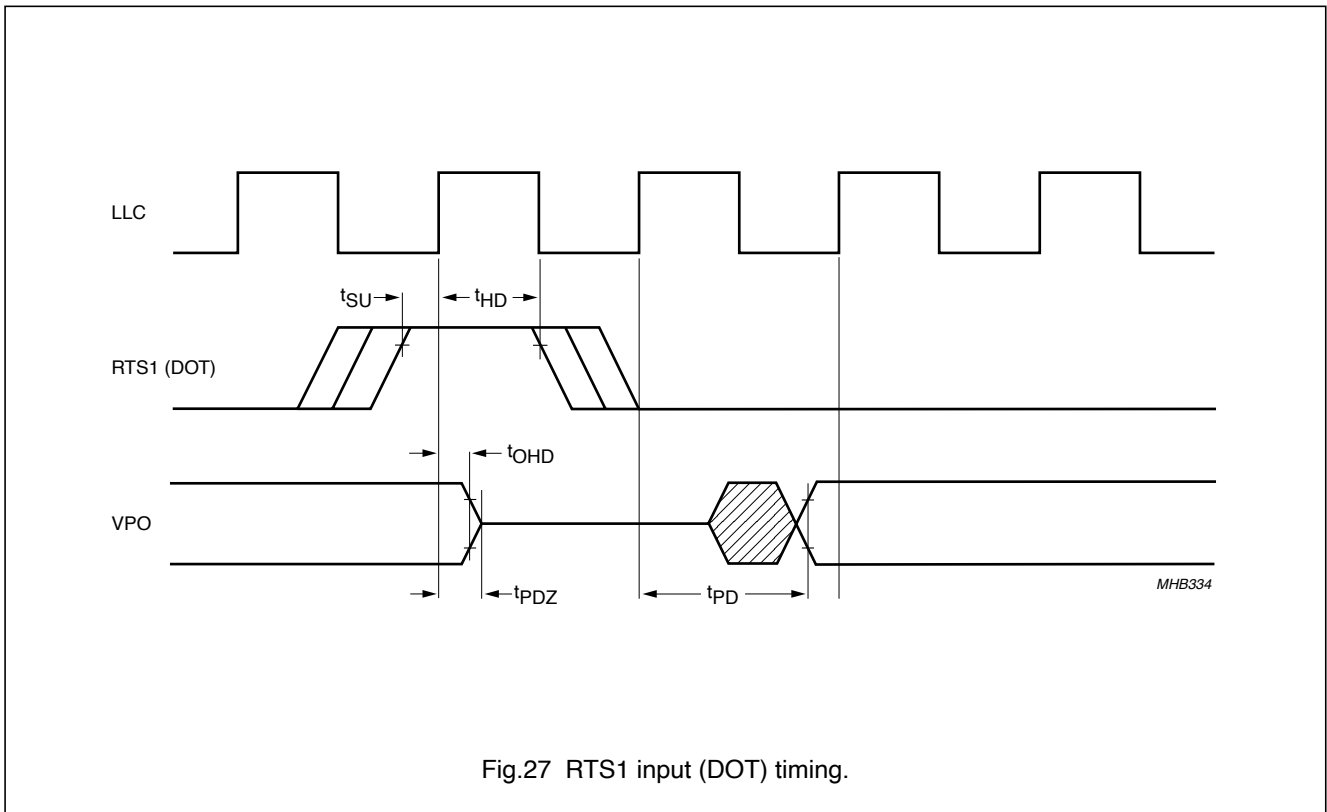 LLC
tSU
tHD
RTS1 (DOT)
tOHD
VPO
tPDZ
tPD
MHB334
Fig.27 RTS1 input (DOT) timing.